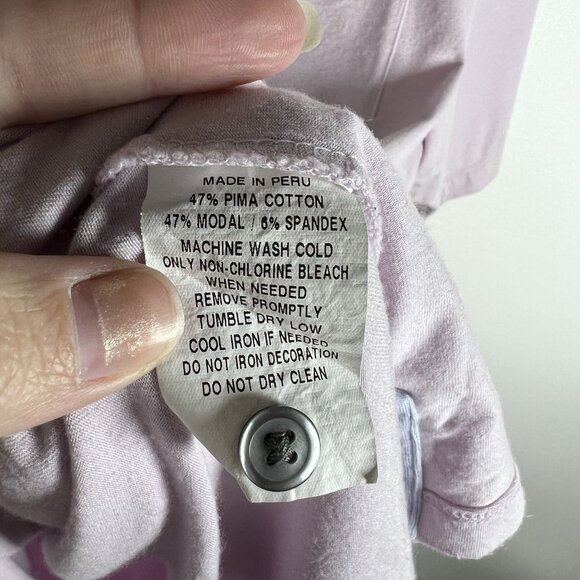 MADE IN PERU
47% PIMA COTTON
47% MODAL / 6% SPANDEX
MACHINE WASH COLD
ONLY NON-CHLORINE BLEACH
WHEN NEEDED
REMOVE PROMPTLY
TUMBLE DRY LOW
COOL IRON IF NEEDED
DO NOT IRON DECORATION
DO NOT DRY CLEAN